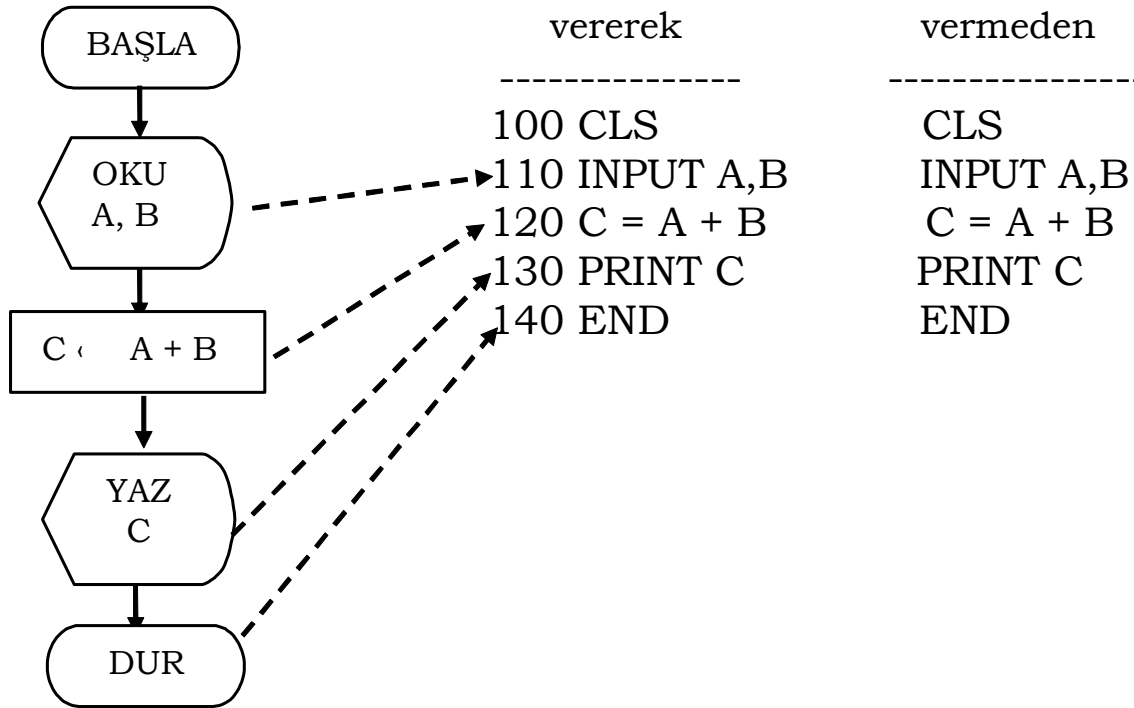 BAŞLA
OKU
A, B
C ‹ A + B
YAZ
C
DUR
vererek vermeden
--------------- ----------------
100 CLS CLS
110 INPUT A,B INPUT A,B
120 C = A + B C = A + B
130 PRINT C PRINT C
140 END END